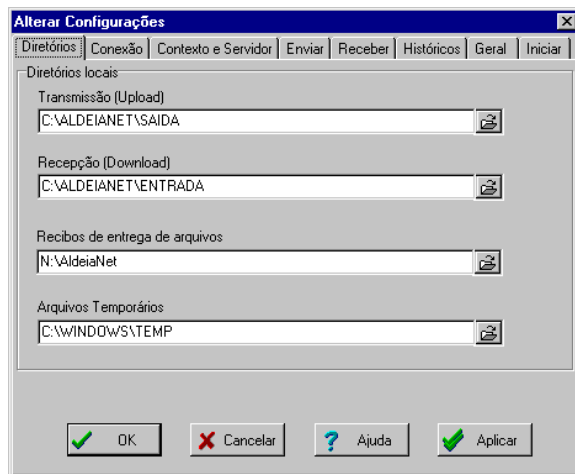 Alterar Configurações
Diretórios Conexão Contexto e Servidor Enviar Receber Históricos Geral Iniciar
Diretórios locais
Transmissão (Upload)
C:\ALDEIANET\SAIDA
Recepção (Download)
C:\ALDEIANET\ENTRADA
Recibos de entrega de arquivos
N:\AldeiaNet
Arquivos Temporários
C:\WINDOWS\TEMP
OK Cancelar Ajuda Aplicar